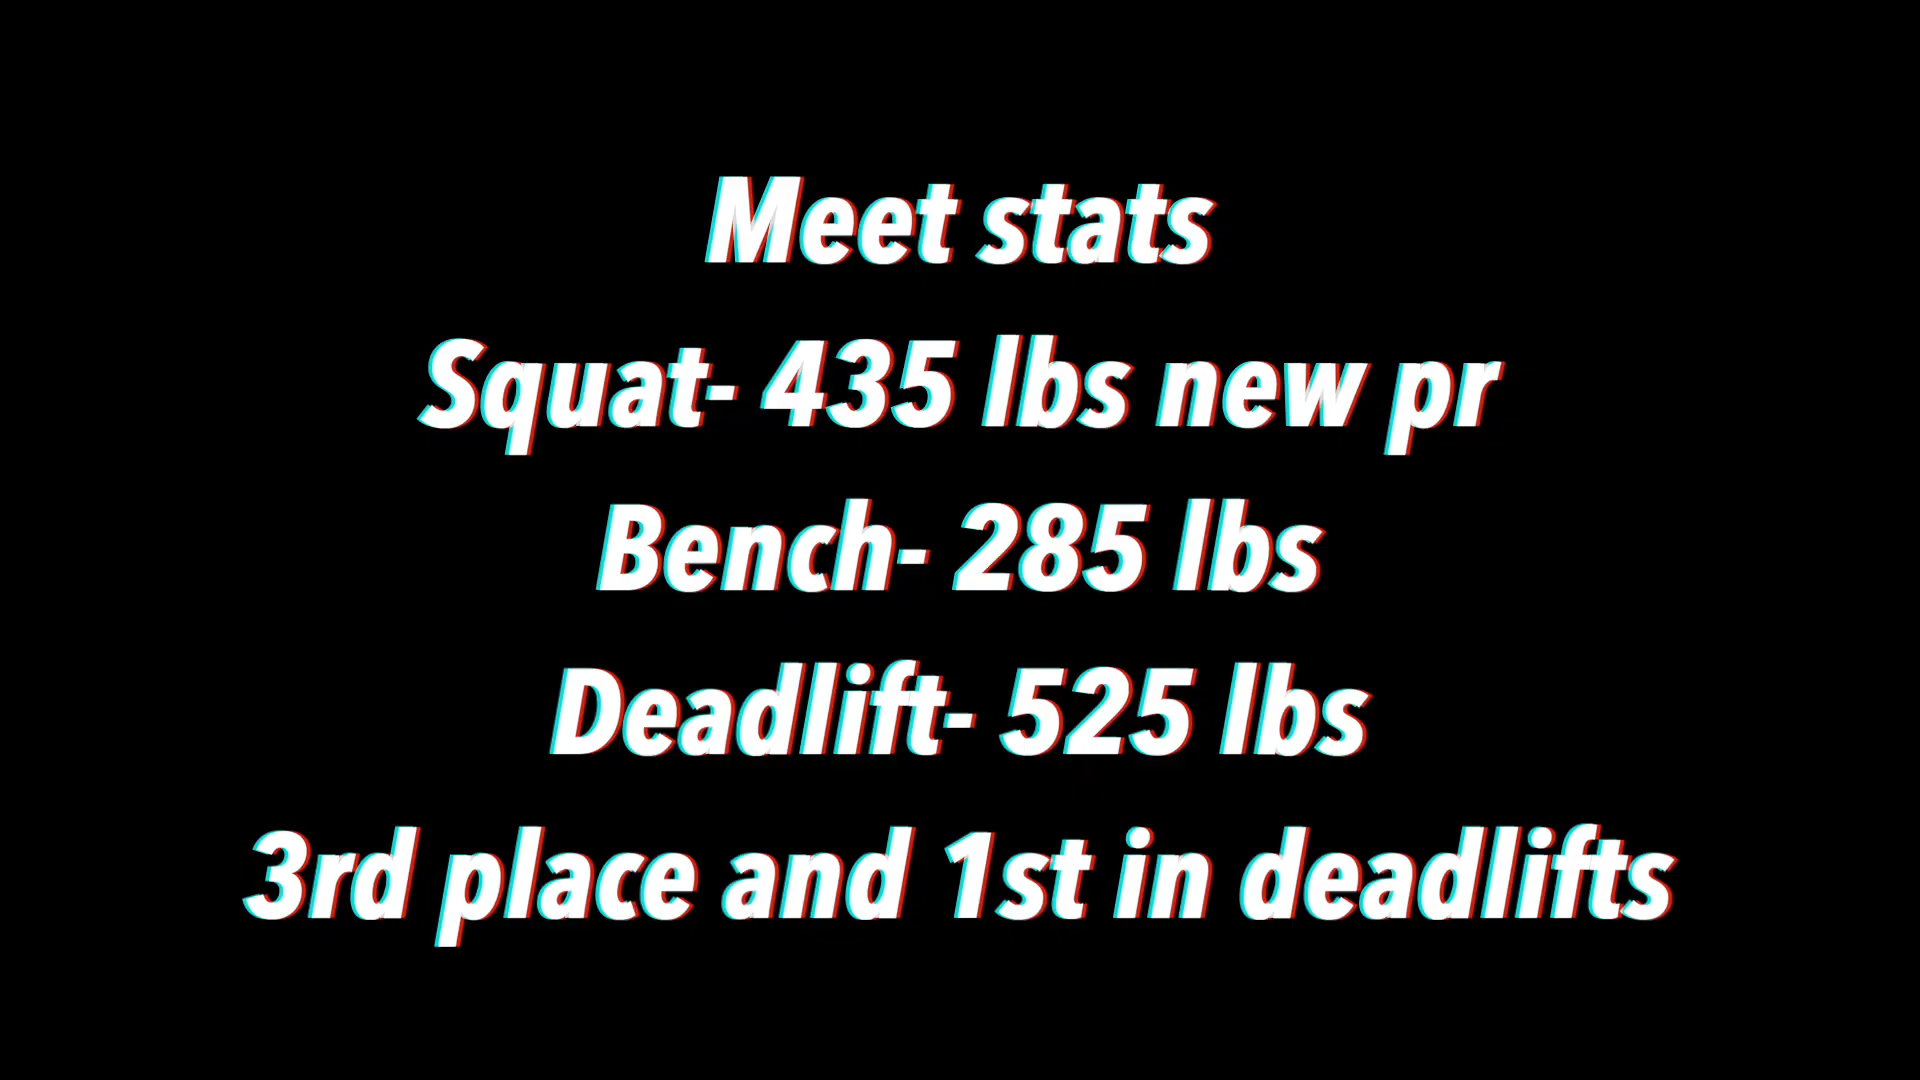 Meet stats
Squat- 435 lbs new pr
Bench- 285 lbs
Deadlift- 525 lbs
3rd place and 1st in deadlifts